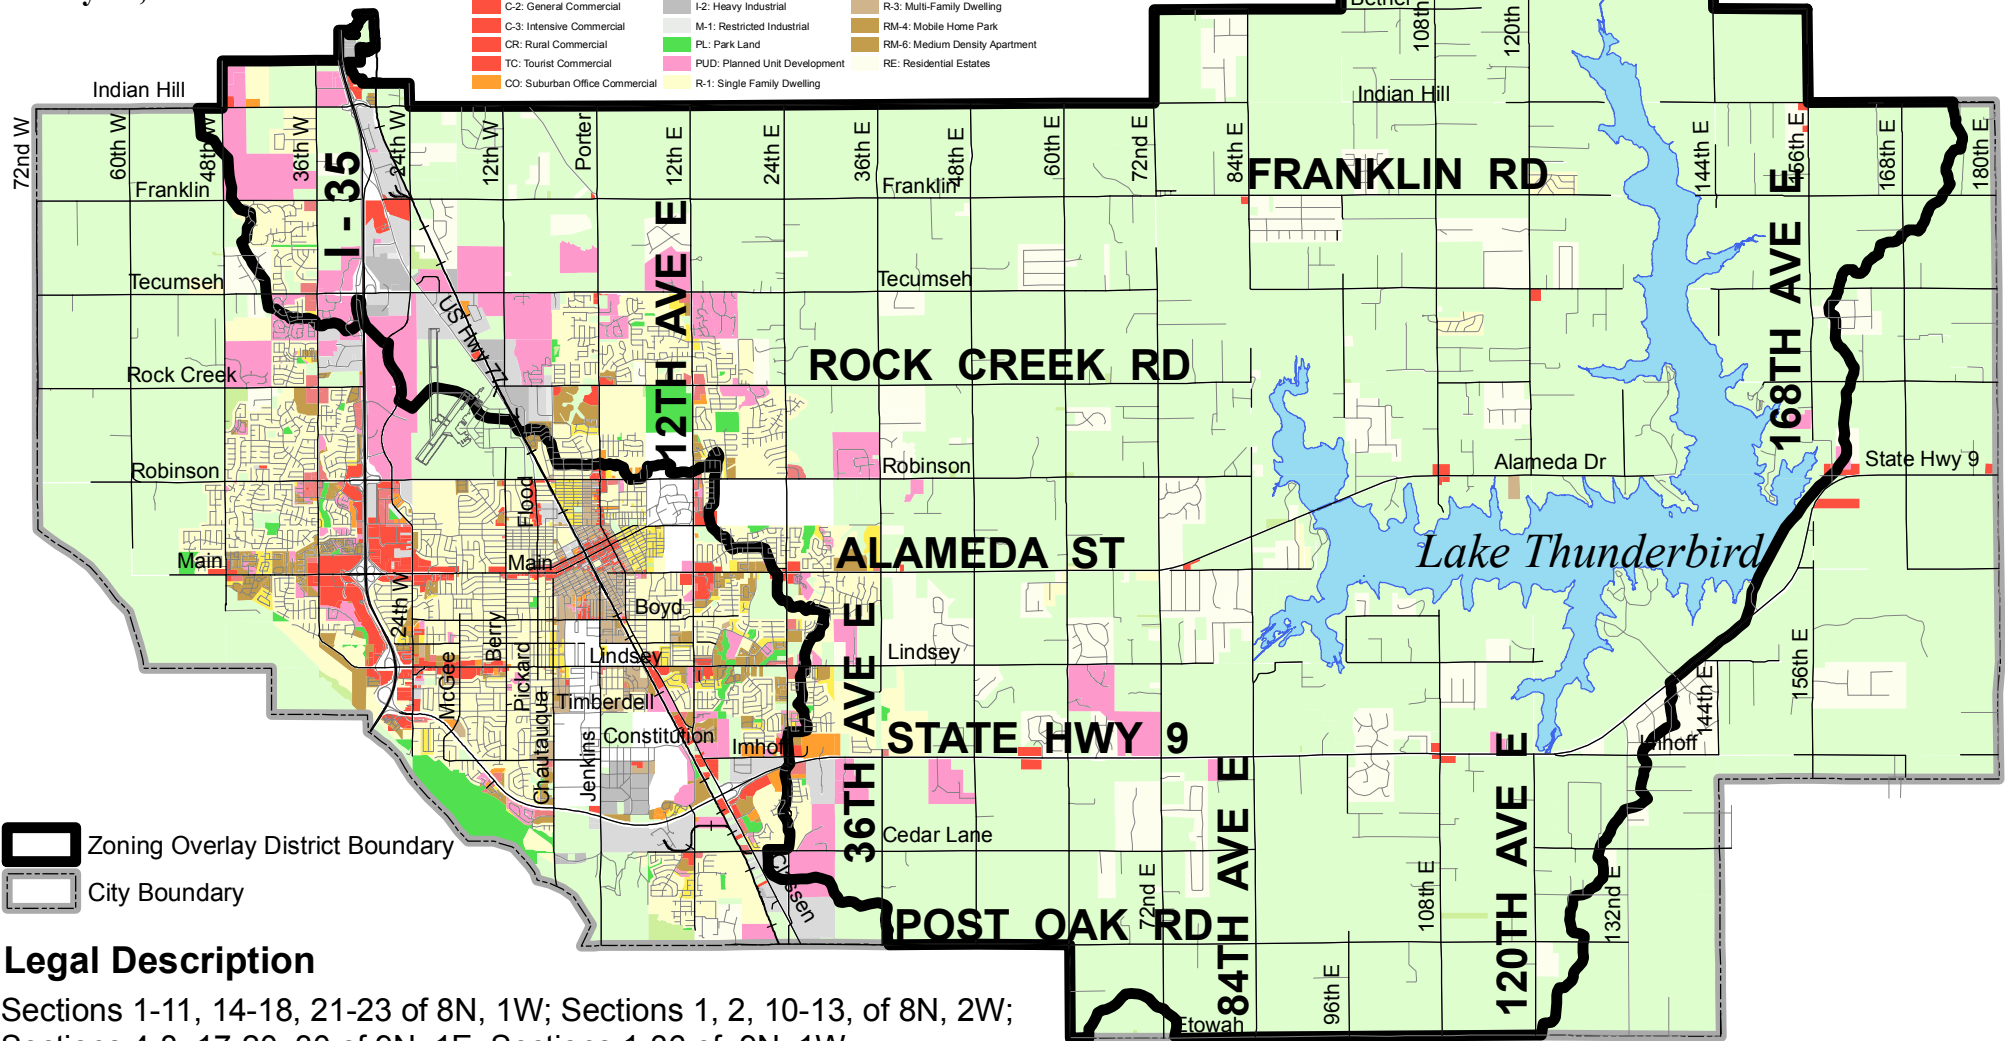 C-2: General Commercial
C-3: Intensive Commercial
CR: Rural Commercial
TC: Tourist Commercial
CO: Suburban Office Commercial
I-2: Heavy Industrial
M-1: Restricted Industrial
PL: Park Land
PUD: Planned Unit Development
R-1: Single Family Dwelling
R-3: Multi-Family Dwelling
RM-4: Mobile Home Park
RM-6: Medium Density Apartment
RE: Residential Estates
Bethel
108th E
120th
Indian Hill
Indian Hill
72nd W
60th W
48th W
36th W
I - 35
24th W
12th W
Porter
12th E
24th E
36th E
48th E
60th E
72nd E
84th E
144th E
156th E
168th E
180th E
Franklin
Franklin
FRANKLIN RD
12TH AVE E
168TH AVE E
Tecumseh
Tecumseh
US Hwy 77
Rock Creek
ROCK CREEK RD
Robinson
Robinson
Alameda Dr
State Hwy 9
Flood
Main
Main
ALAMEDA ST
Lake Thunderbird
24th W
Boyd
Berry
McGee
Pickard
Lindsey
Lindsey
36TH AVE E
156th E
144th E
Timberdell
Chautauqua
Jenkins
Constitution
Imhoff
STATE HWY 9
Imhoff
84TH AVE E
120TH AVE E
Cedar Lane
Classen
72nd E
108th E
132nd E
POST OAK RD
96th E
Etowah
Zoning Overlay District Boundary
City Boundary
Legal Description
Sections 1-11, 14-18, 21-23 of 8N, 1W; Sections 1, 2, 10-13, of 8N, 2W;